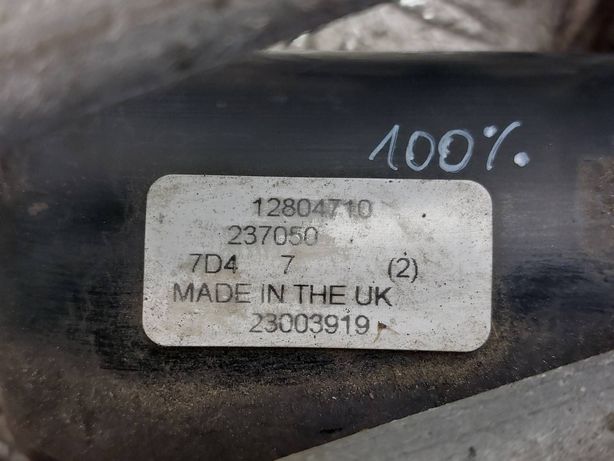 100%
12804710
237050
7D4 7 (2)
MADE IN THE UK
23003919